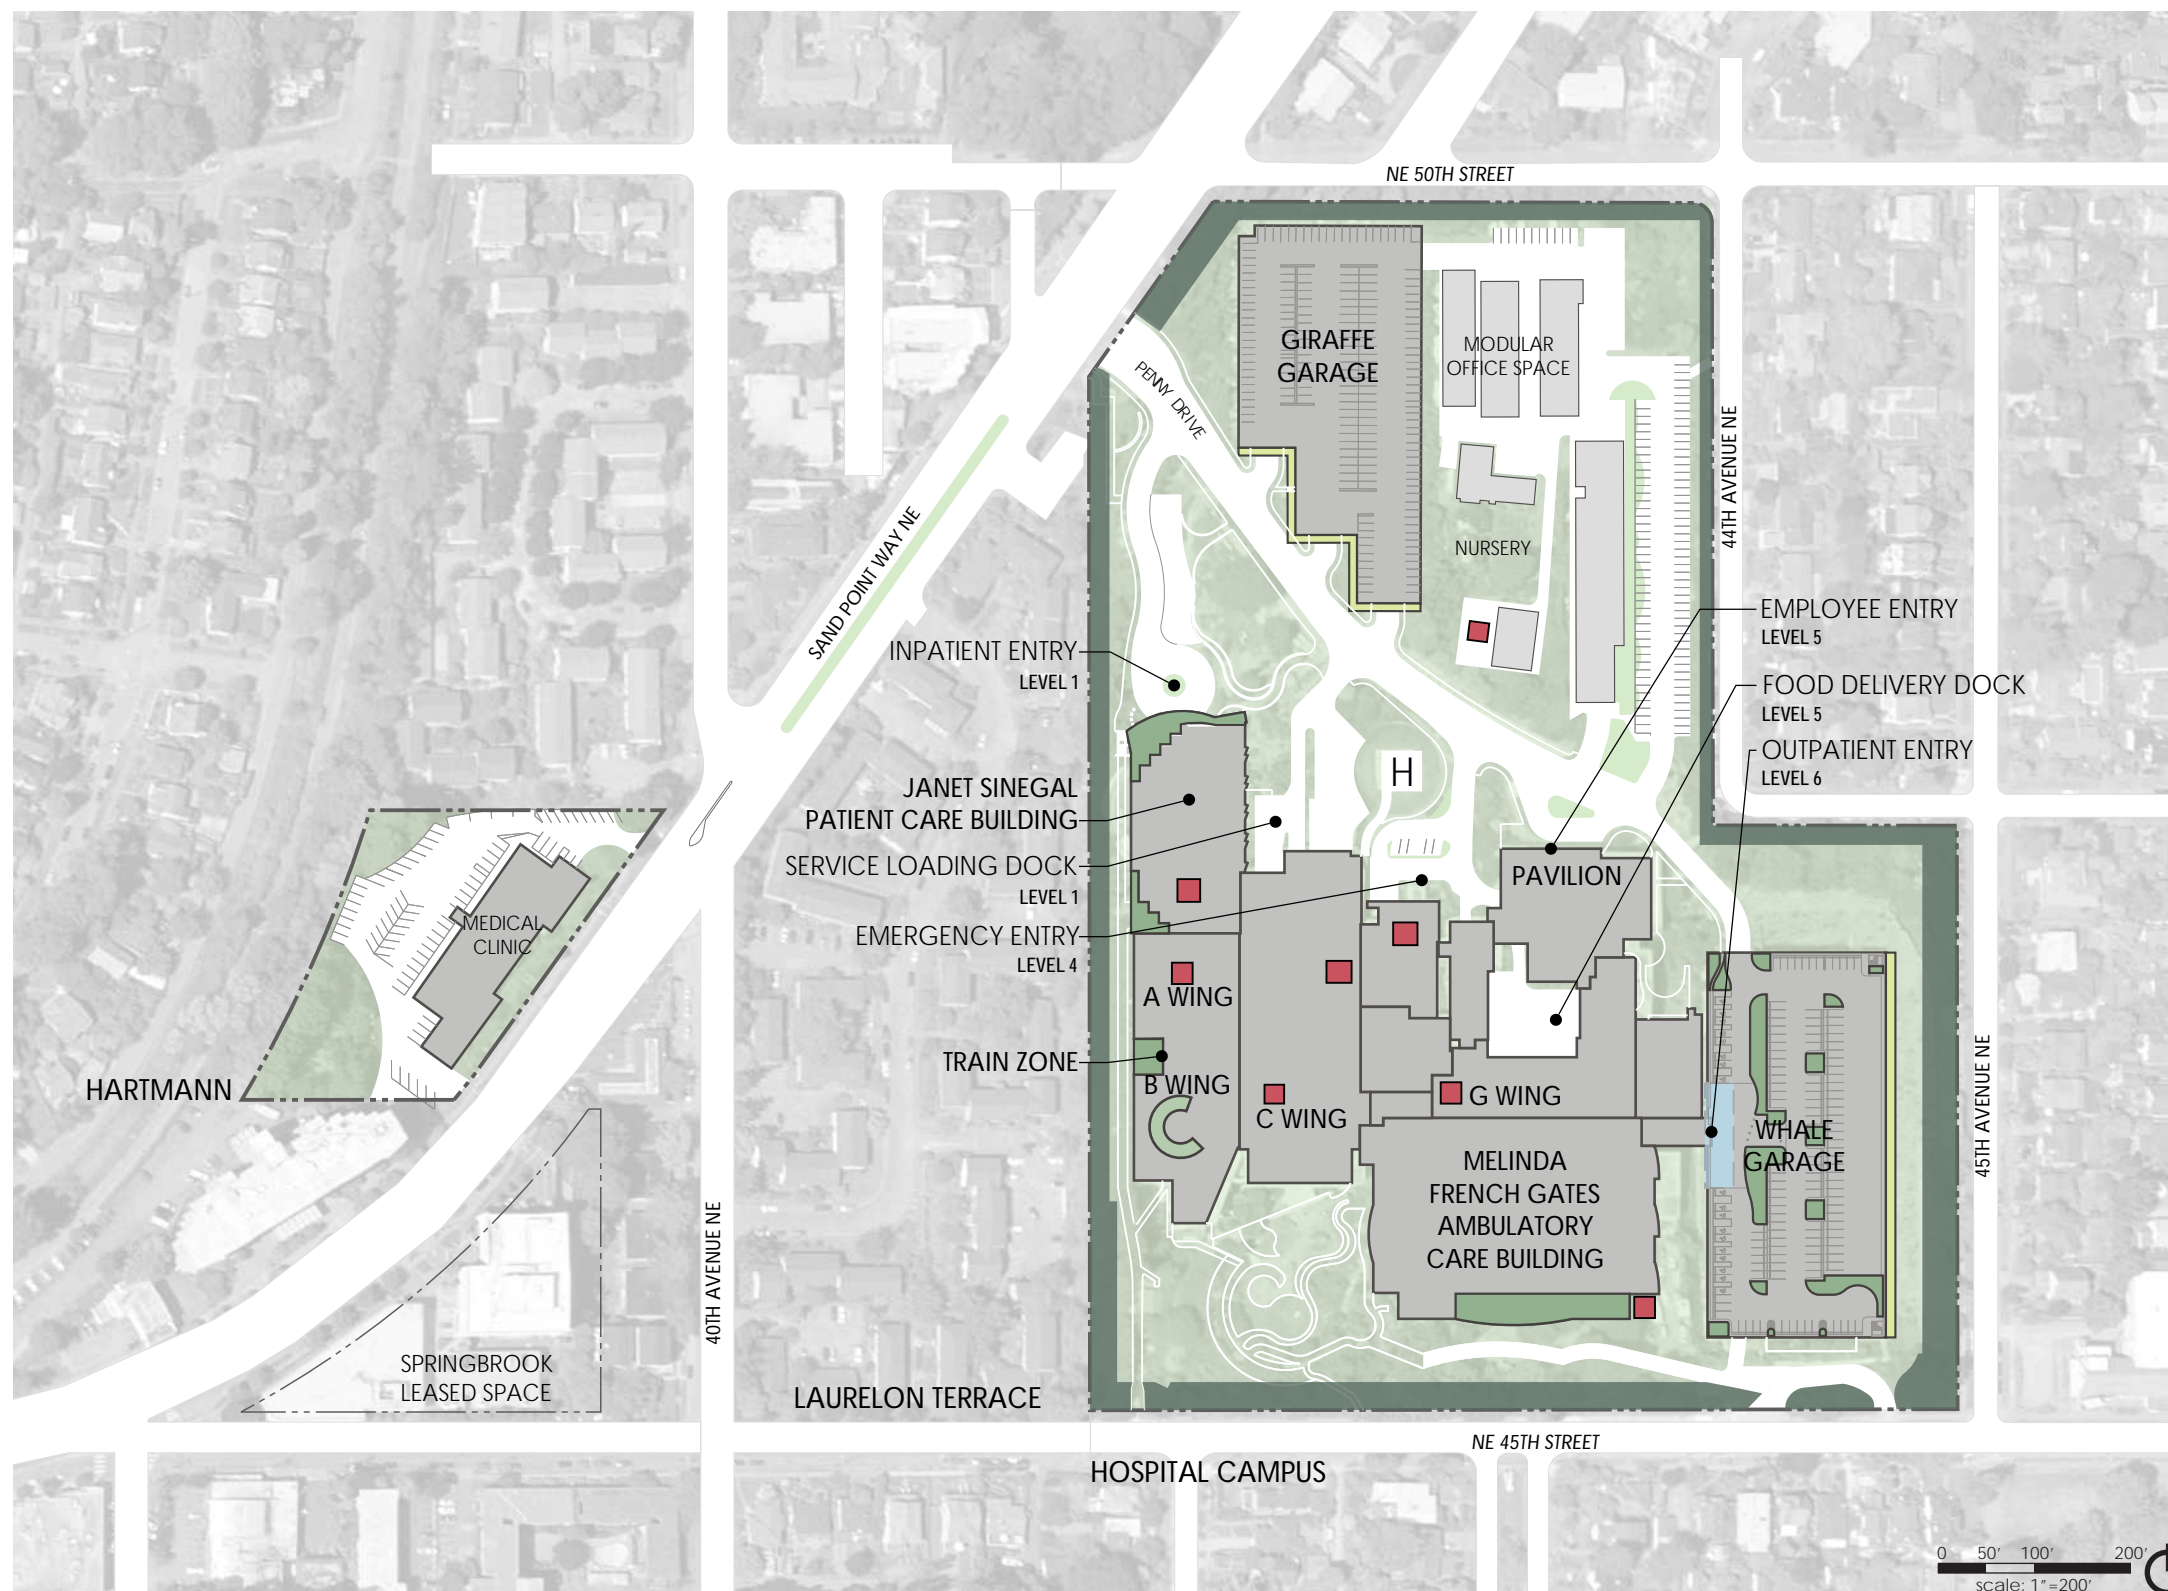 NE 50TH STREET
GIRAFFE
GARAGE
MODULAR
OFFICE SPACE
PENNY DRIVE
44TH AVENUE NE
SAND POINT WAY NE
NURSERY
EMPLOYEE ENTRY
LEVEL 5
INPATIENT ENTRY
LEVEL 1
FOOD DELIVERY DOCK
LEVEL 5
OUTPATIENT ENTRY
LEVEL 6
H
JANET SINEGAL
PATIENT CARE BUILDING
SERVICE LOADING DOCK
LEVEL 1
PAVILION
EMERGENCY ENTRY
LEVEL 4
MEDICAL
CLINIC
A WING
TRAIN ZONE
B WING
C WING
G WING
HARTMANN
WHALE
GARAGE
45TH AVENUE NE
MELINDA
FRENCH GATES
AMBULATORY
CARE BUILDING
40TH AVENUE NE
SPRINGBROOK
LEASED SPACE
LAURELON TERRACE
NE 45TH STREET
HOSPITAL CAMPUS
0 50' 100' 200'
scale: 1"=200'